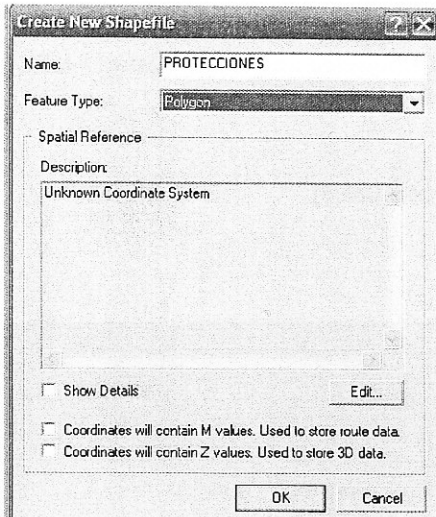 Create New Shapefile
Name: PROTECCIONES
Feature Type: Polygon
Spatial Reference
Description:
Unknown Coordinate System
Show Details
Edit...
Coordinates will contain M values. Used to store route data.
Coordinates will contain Z values. Used to store 3D data.
OK Cancel